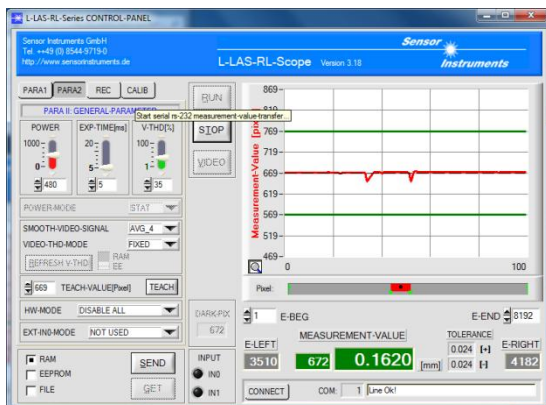 L-LAS-RL-Series CONTROL-PANEL
Sensor Instruments GmbH
Tel. ++49 (0) 8544-9719-0
http://www.sensorinstruments.de
L-LAS-RL-Scope Version 3.18
Sensor
Instruments
PARA1 PARA2 REC CALIB
PARA II: GENERAL-PARAMETER
Start serial rs-232 measurement-value-transfer...
POWER EXP-TIME[ms] V-THD[%]
1000 20 100
0 5 1
480 5 35
POWER-MODE STAT
SMOOTH-VIDEO-SIGNAL AVG_4
VIDEO-THD-MODE FIXED
REFRESH V-THD RAM
EE
669 TEACH-VALUE[Pixel] TEACH
HW-MODE DISABLE ALL
EXT-IN0-MODE NOT USED
RAM
EEPROM
FILE
SEND
GET
RUN
STOP
VIDEO
DARK-PIX
672
INPUT
IN0
IN1
Measurement-Value [pixel]
869
819
769
719
669
619
569
519
469
0 100
Pixel:
1 E-BEG E-END 8192
E-LEFT MEASUREMENT-VALUE TOLERANCE E-RIGHT
3510 672 0.1620 [mm] 0.024 [+] 4182
0.024 [-]
CONNECT COM: 1 Line Ok!